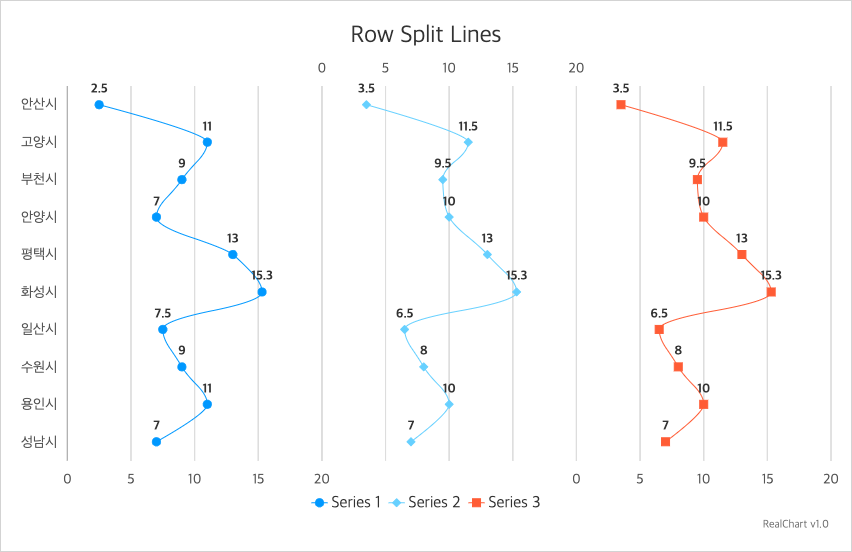 Row Split Lines
0 5 10 15 20
안산시 2.5 3.5 3.5
고양시 11 11.5 11.5
부천시 9 9.5 9.5
안양시 7 10 10
평택시 13 13 13
화성시 15.3 15.3 15.3
일산시 7.5 6.5 6.5
수원시 9 8 8
용인시 11 10 10
성남시 7 7 7
0 5 10 15 20 0 5 10 15 20
Series 1 Series 2 Series 3
RealChart v1.0